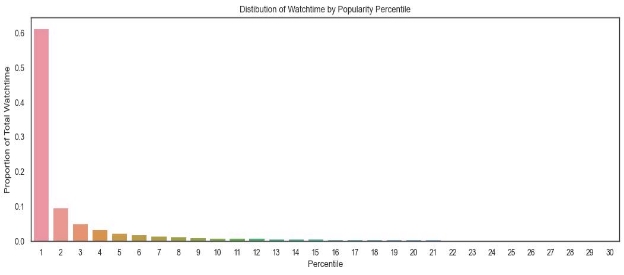 Distibution of Watchtime by Popularity Percentile
Proportion of Total Watchtime
0.6
0.5
0.4
0.3
0.2
0.1
0.0
1 2 3 4 5 6 7 8 9 10 11 12 13 14 15 16 17 18 19 20 21 22 23 24 25 26 27 28 29 30
Percentile